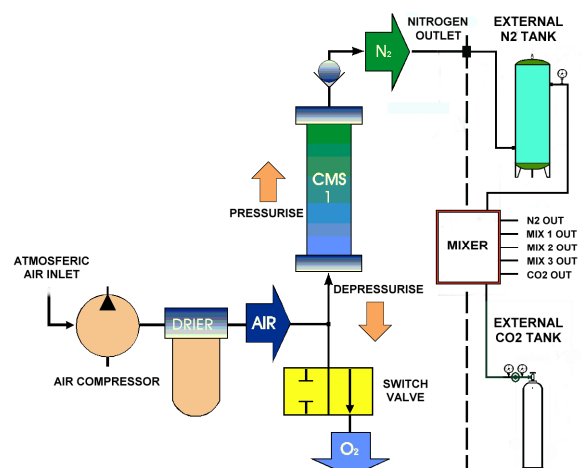 NITROGEN
OUTLET
EXTERNAL
N2 TANK
N2
CMS
1
PRESSURISE
MIXER
N2 OUT
MIX 1 OUT
MIX 2 OUT
MIX 3 OUT
CO2 OUT
ATMOSFERIC
AIR INLET
DEPRESSURISE
DRIER
AIR
EXTERNAL
CO2 TANK
AIR COMPRESSOR
SWITCH
VALVE
O2